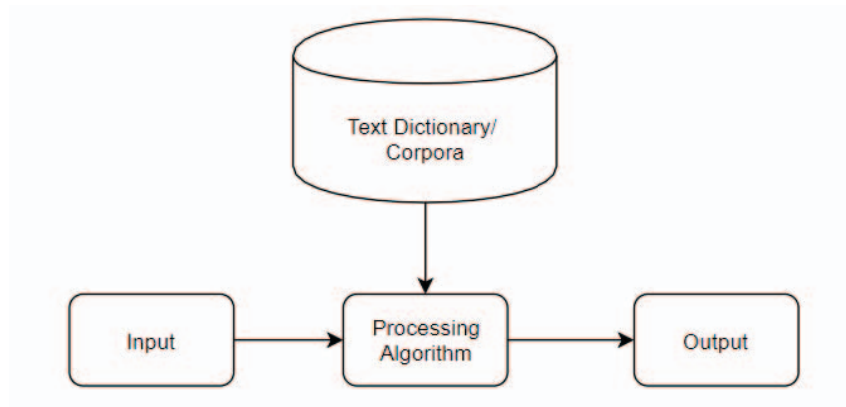 Text Dictionary/
Corpora
Input
Processing
Algorithm
Output